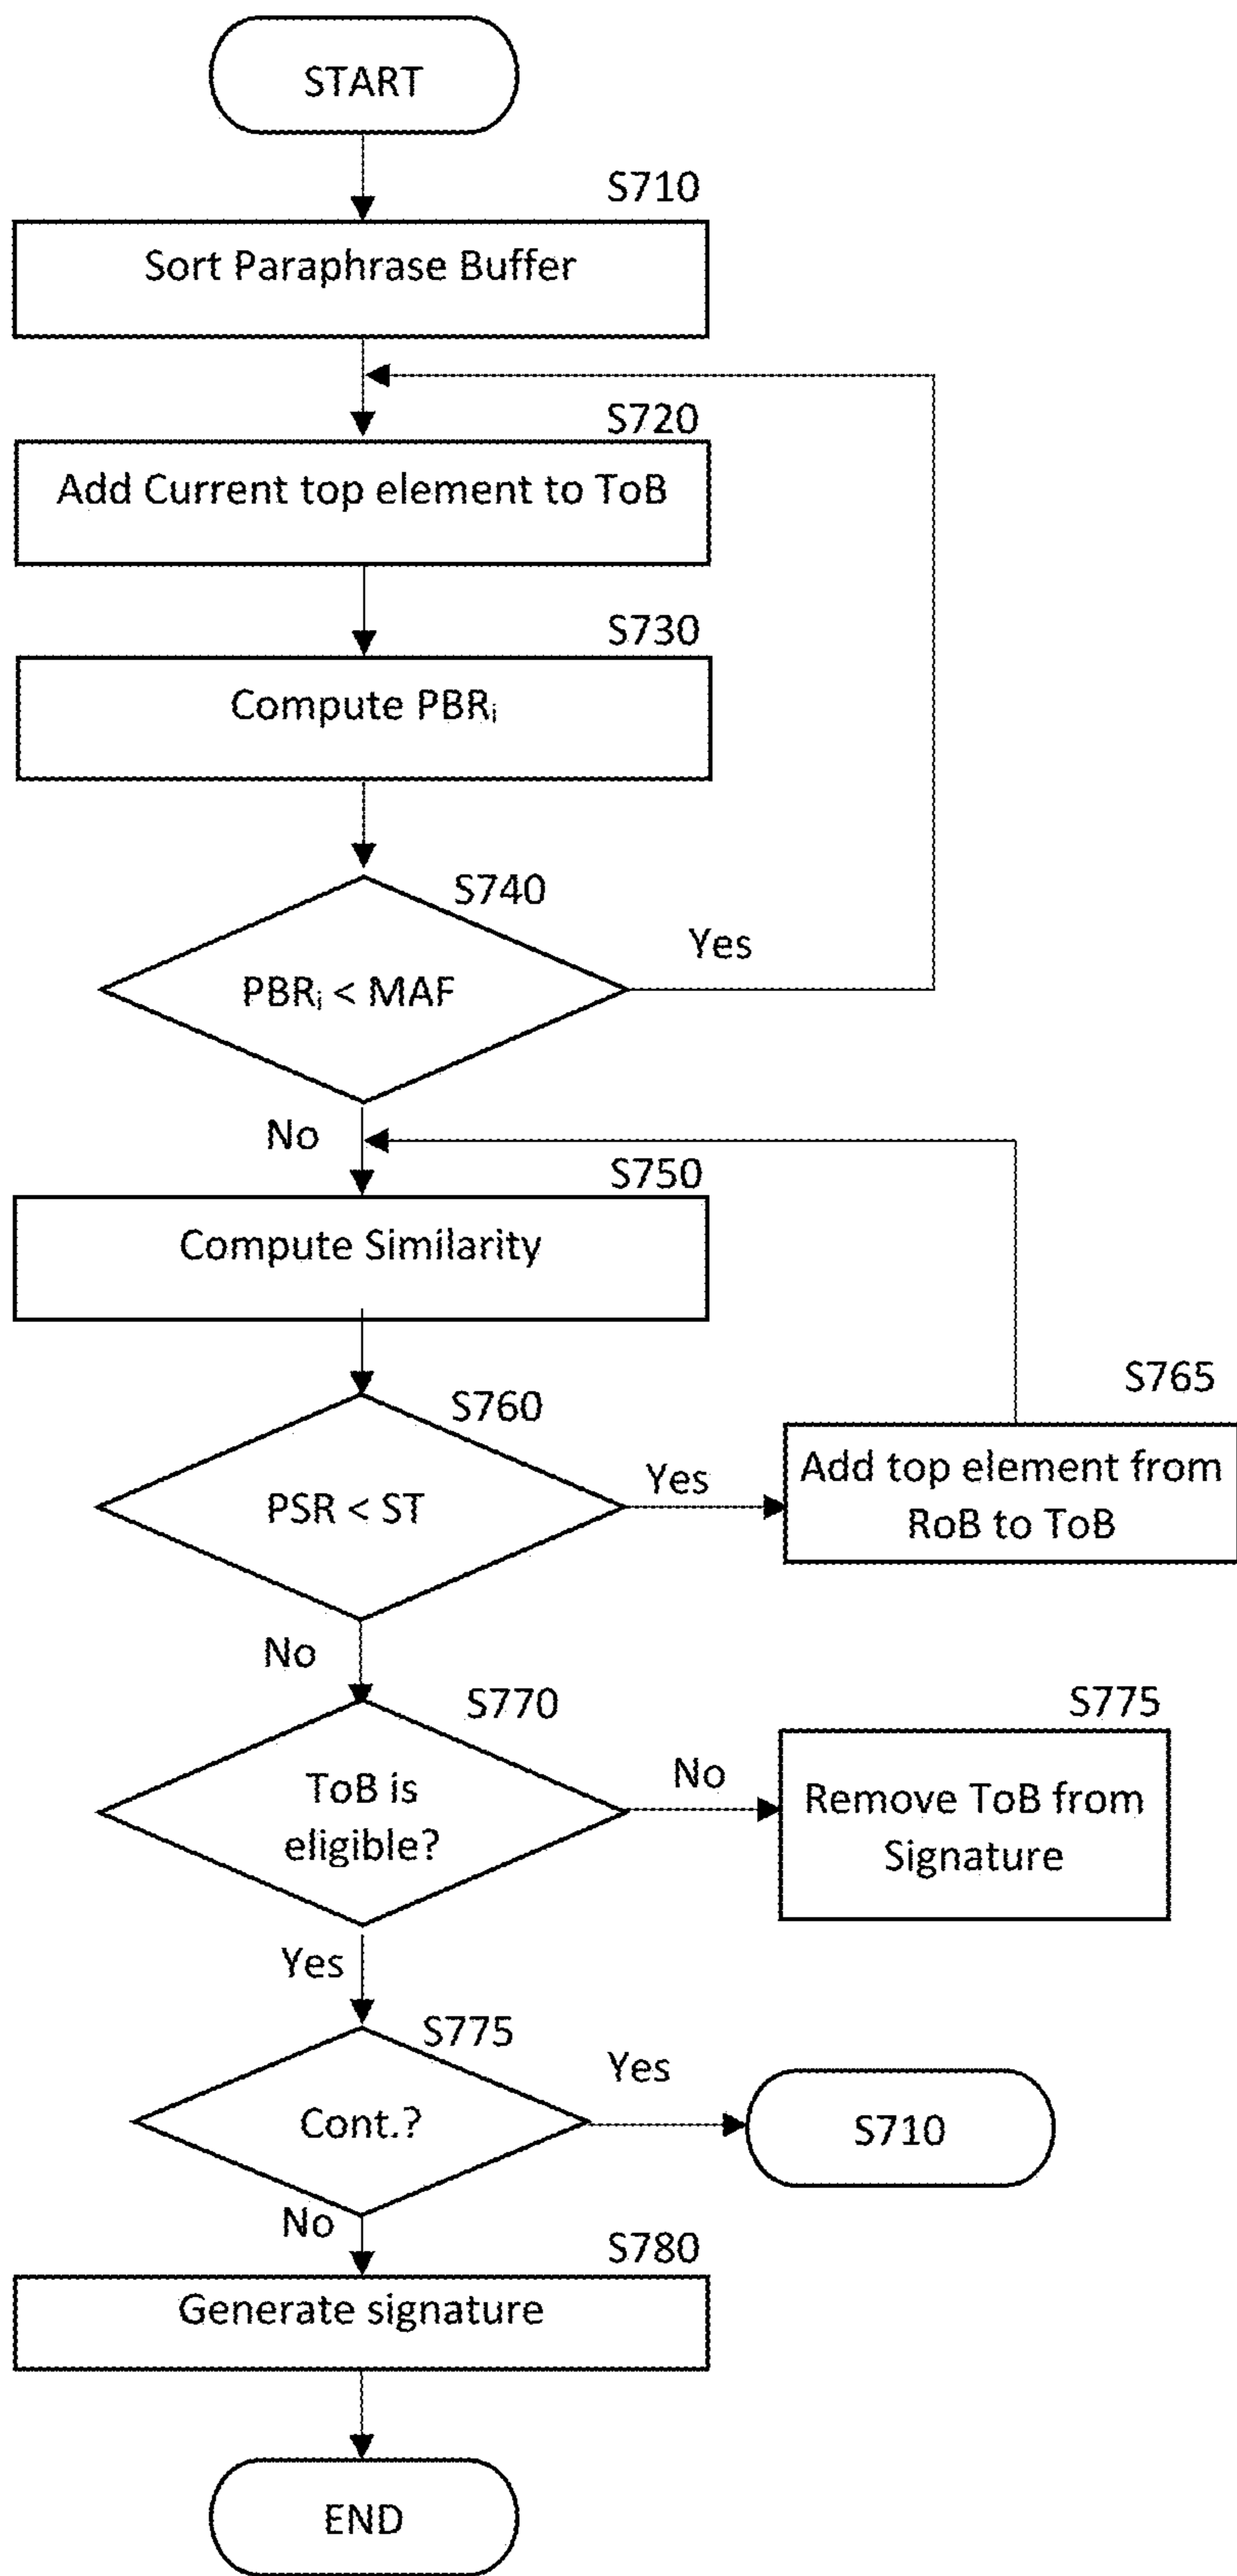 START
S710
Sort Paraphrase Buffer
S720
Add Current top element to ToB
S730
Compute PBRᵢ
S740
PBRᵢ < MAF
Yes
No
S750
Compute Similarity
S760
PSR < ST
Yes
S765
Add top element from
RoB to ToB
No
S770
ToB is
eligible?
No
S775
Remove ToB from
Signature
Yes
S775
Cont.?
Yes
S710
No
S780
Generate signature
END